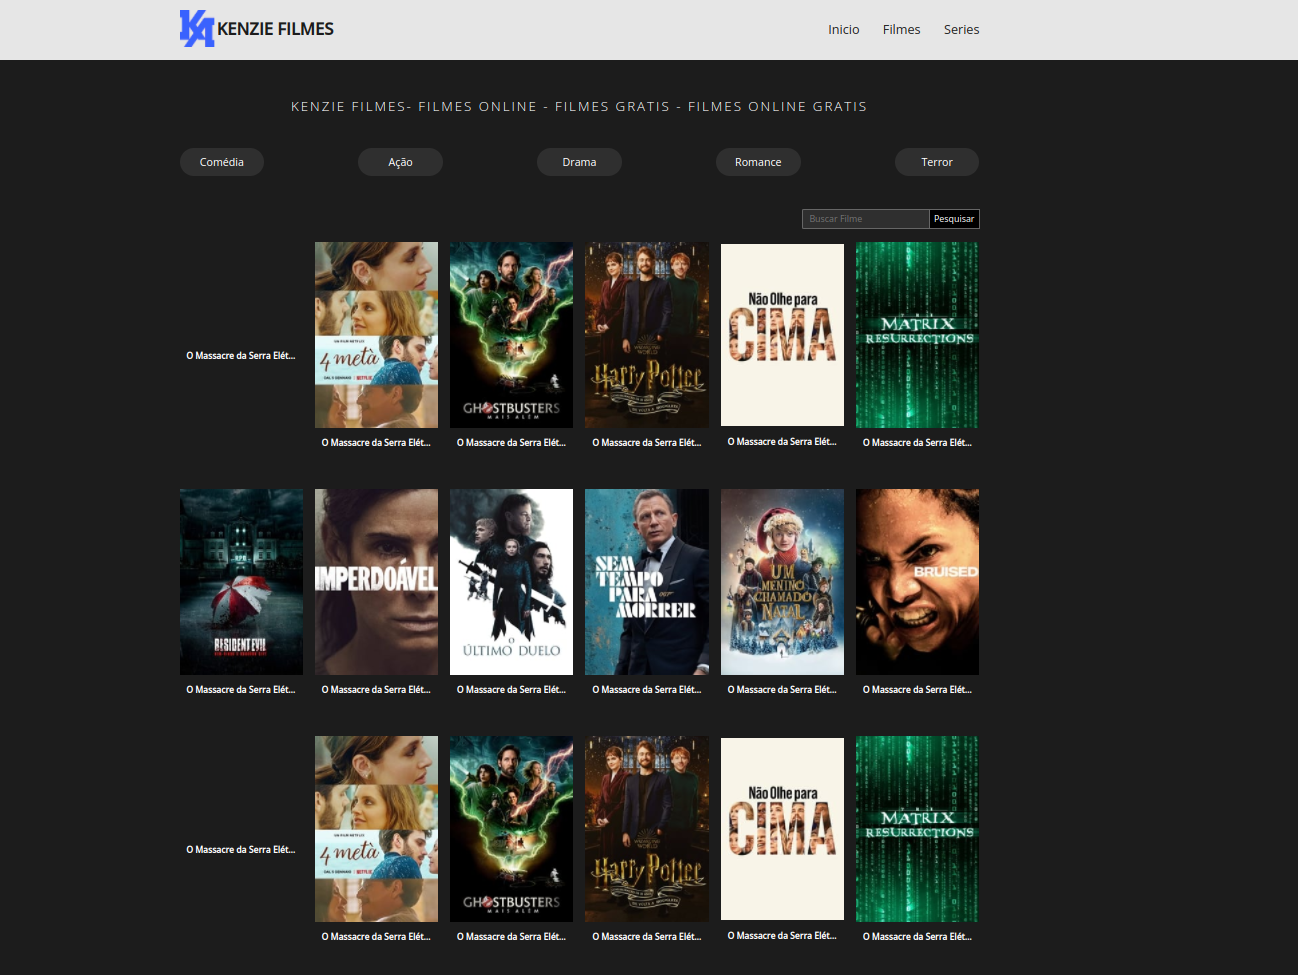 KENZIE FILMES
Inicio Filmes Series
KENZIE FILMES- FILMES ONLINE - FILMES GRATIS - FILMES ONLINE GRATIS
Comédia Ação Drama Romance Terror
Buscar Filme Pesquisar
4 metà
NETFLIX
GHOSTBUSTERS
MAIS ALÉM
Harry Potter
Não Olhe para
CIMA
MATRIX
RESURRECTIONS
O Massacre da Serra Elét...
O Massacre da Serra Elét...
O Massacre da Serra Elét...
O Massacre da Serra Elét...
O Massacre da Serra Elét...
O Massacre da Serra Elét...
RESIDENT EVIL
IMPERDOÁVEL
O
ÚLTIMO DUELO
SEM
TEMPO
PARA
MORRER
007
UM
MENINO
CHAMADO
NATAL
BRUISED
O Massacre da Serra Elét...
O Massacre da Serra Elét...
O Massacre da Serra Elét...
O Massacre da Serra Elét...
O Massacre da Serra Elét...
O Massacre da Serra Elét...
4 metà
NETFLIX
GHOSTBUSTERS
MAIS ALÉM
Harry Potter
Não Olhe para
CIMA
MATRIX
RESURRECTIONS
O Massacre da Serra Elét...
O Massacre da Serra Elét...
O Massacre da Serra Elét...
O Massacre da Serra Elét...
O Massacre da Serra Elét...
O Massacre da Serra Elét...